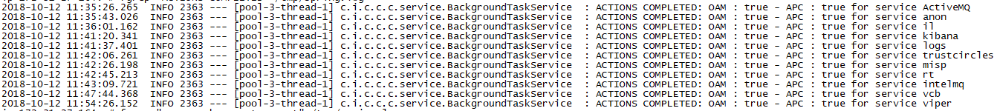 2018-10-12 11:35:26.120 INFO 2363 --- [pool-3-thread-1] c.i.c.c.c.service.BackgroundTaskService : ACTIONS COMPLETED: OAM : true - APC : true for service ActiveMQ
2018-10-12 11:35:43.026 INFO 2363 --- [pool-3-thread-1] c.i.c.c.c.service.BackgroundTaskService : ACTIONS COMPLETED: OAM : true - APC : true for service anon
2018-10-12 11:36:01.162 INFO 2363 --- [pool-3-thread-1] c.i.c.c.c.service.BackgroundTaskService : ACTIONS COMPLETED: OAM : true - APC : true for service il
2018-10-12 11:41:20.341 INFO 2363 --- [pool-3-thread-1] c.i.c.c.c.service.BackgroundTaskService : ACTIONS COMPLETED: OAM : true - APC : true for service kibana
2018-10-12 11:41:37.401 INFO 2363 --- [pool-3-thread-1] c.i.c.c.c.service.BackgroundTaskService : ACTIONS COMPLETED: OAM : true - APC : true for service logs
2018-10-12 11:42:06.261 INFO 2363 --- [pool-3-thread-1] c.i.c.c.c.service.BackgroundTaskService : ACTIONS COMPLETED: OAM : true - APC : true for service trustcircles
2018-10-12 11:42:26.198 INFO 2363 --- [pool-3-thread-1] c.i.c.c.c.service.BackgroundTaskService : ACTIONS COMPLETED: OAM : true - APC : true for service misp
2018-10-12 11:42:45.213 INFO 2363 --- [pool-3-thread-1] c.i.c.c.c.service.BackgroundTaskService : ACTIONS COMPLETED: OAM : true - APC : true for service rt
2018-10-12 11:43:09.721 INFO 2363 --- [pool-3-thread-1] c.i.c.c.c.service.BackgroundTaskService : ACTIONS COMPLETED: OAM : true - APC : true for service intelmq
2018-10-12 11:47:44.368 INFO 2363 --- [pool-3-thread-1] c.i.c.c.c.service.BackgroundTaskService : ACTIONS COMPLETED: OAM : true - APC : true for service vcb
2018-10-12 11:54:26.152 INFO 2363 --- [pool-3-thread-1] c.i.c.c.c.service.BackgroundTaskService : ACTIONS COMPLETED: OAM : true - APC : true for service viper